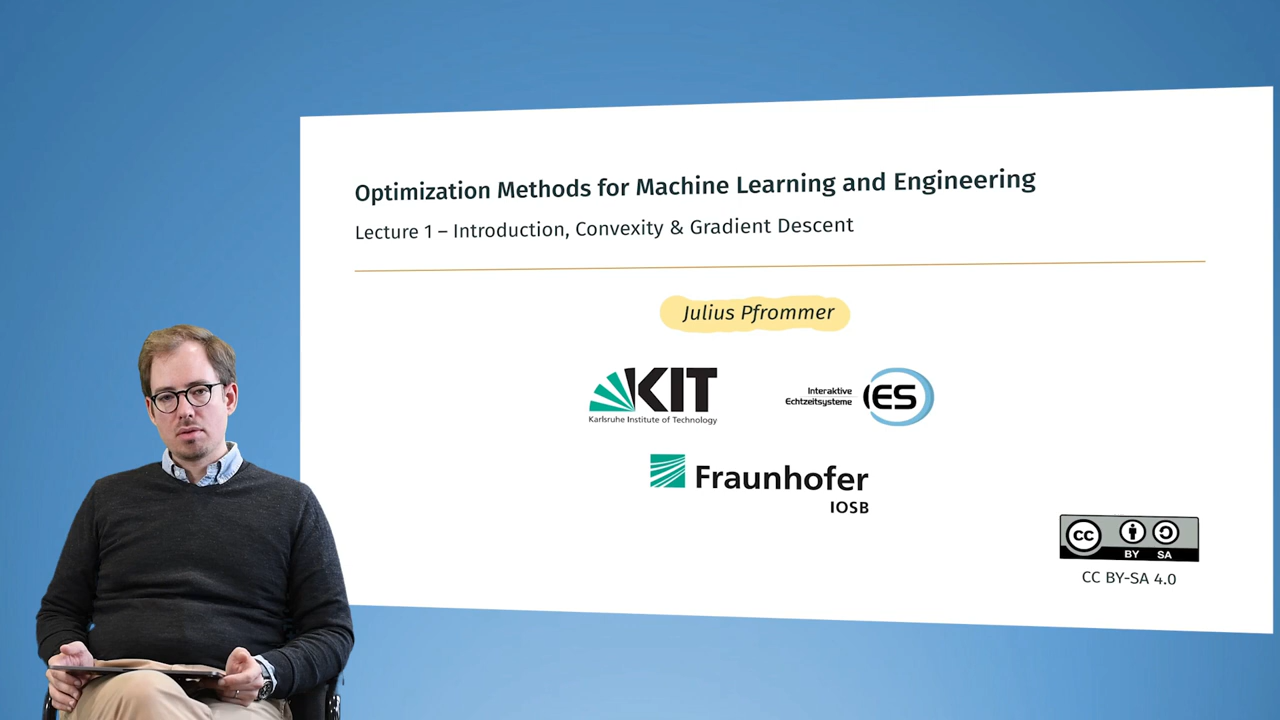 Optimization Methods for Machine Learning and Engineering
Lecture 1 – Introduction, Convexity & Gradient Descent
Julius Pfrommer
KIT
Karlsruhe Institute of Technology
Interaktive
Echtzeitsysteme
IES
Fraunhofer
IOSB
cc
BY SA
CC BY-SA 4.0